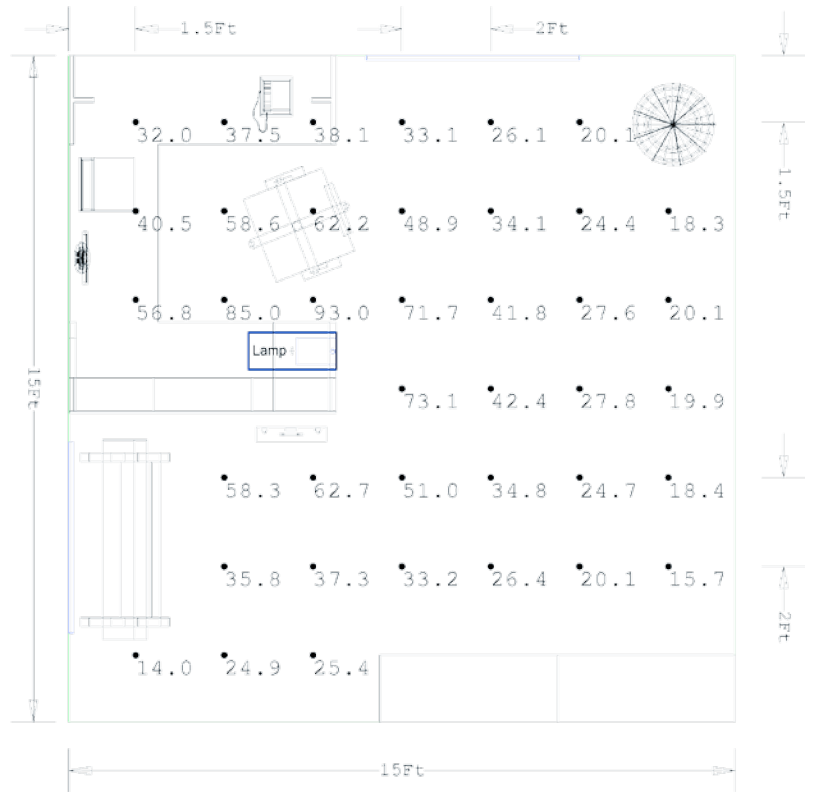 1.5Ft 2Ft
32.0 37.5 38.1 33.1 26.1 20.1
1.5Ft
40.5 58.6 62.2 48.9 34.1 24.4 18.3
56.8 85.0 93.0 71.7 41.8 27.6 20.1
Lamp
15Ft
73.1 42.4 27.8 19.9
58.3 62.7 51.0 34.8 24.7 18.4
35.8 37.3 33.2 26.4 20.1 15.7
2Ft
14.0 24.9 25.4
15Ft